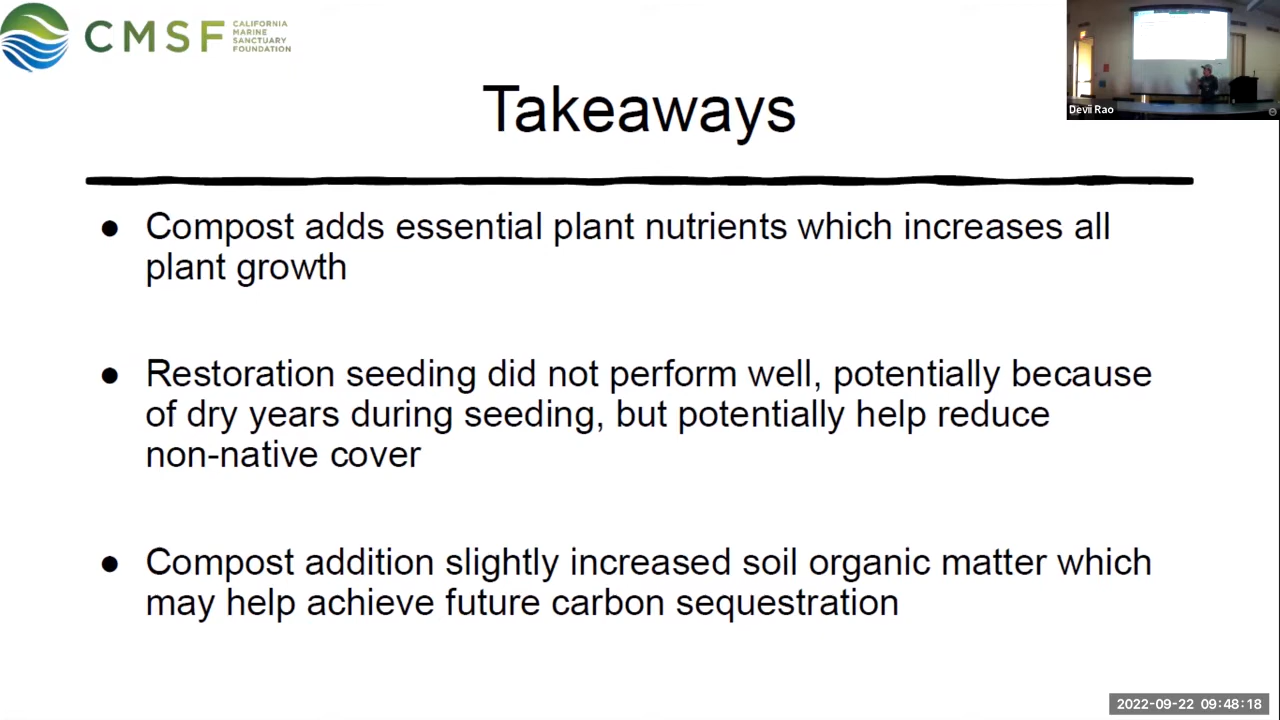 CMSF
CALIFORNIA
MARINE
SANCTUARY
FOUNDATION
Devii Rao
Takeaways
● Compost adds essential plant nutrients which increases all
plant growth
● Restoration seeding did not perform well, potentially because
of dry years during seeding, but potentially help reduce
non-native cover
● Compost addition slightly increased soil organic matter which
may help achieve future carbon sequestration
2022-09-22 09:48:18